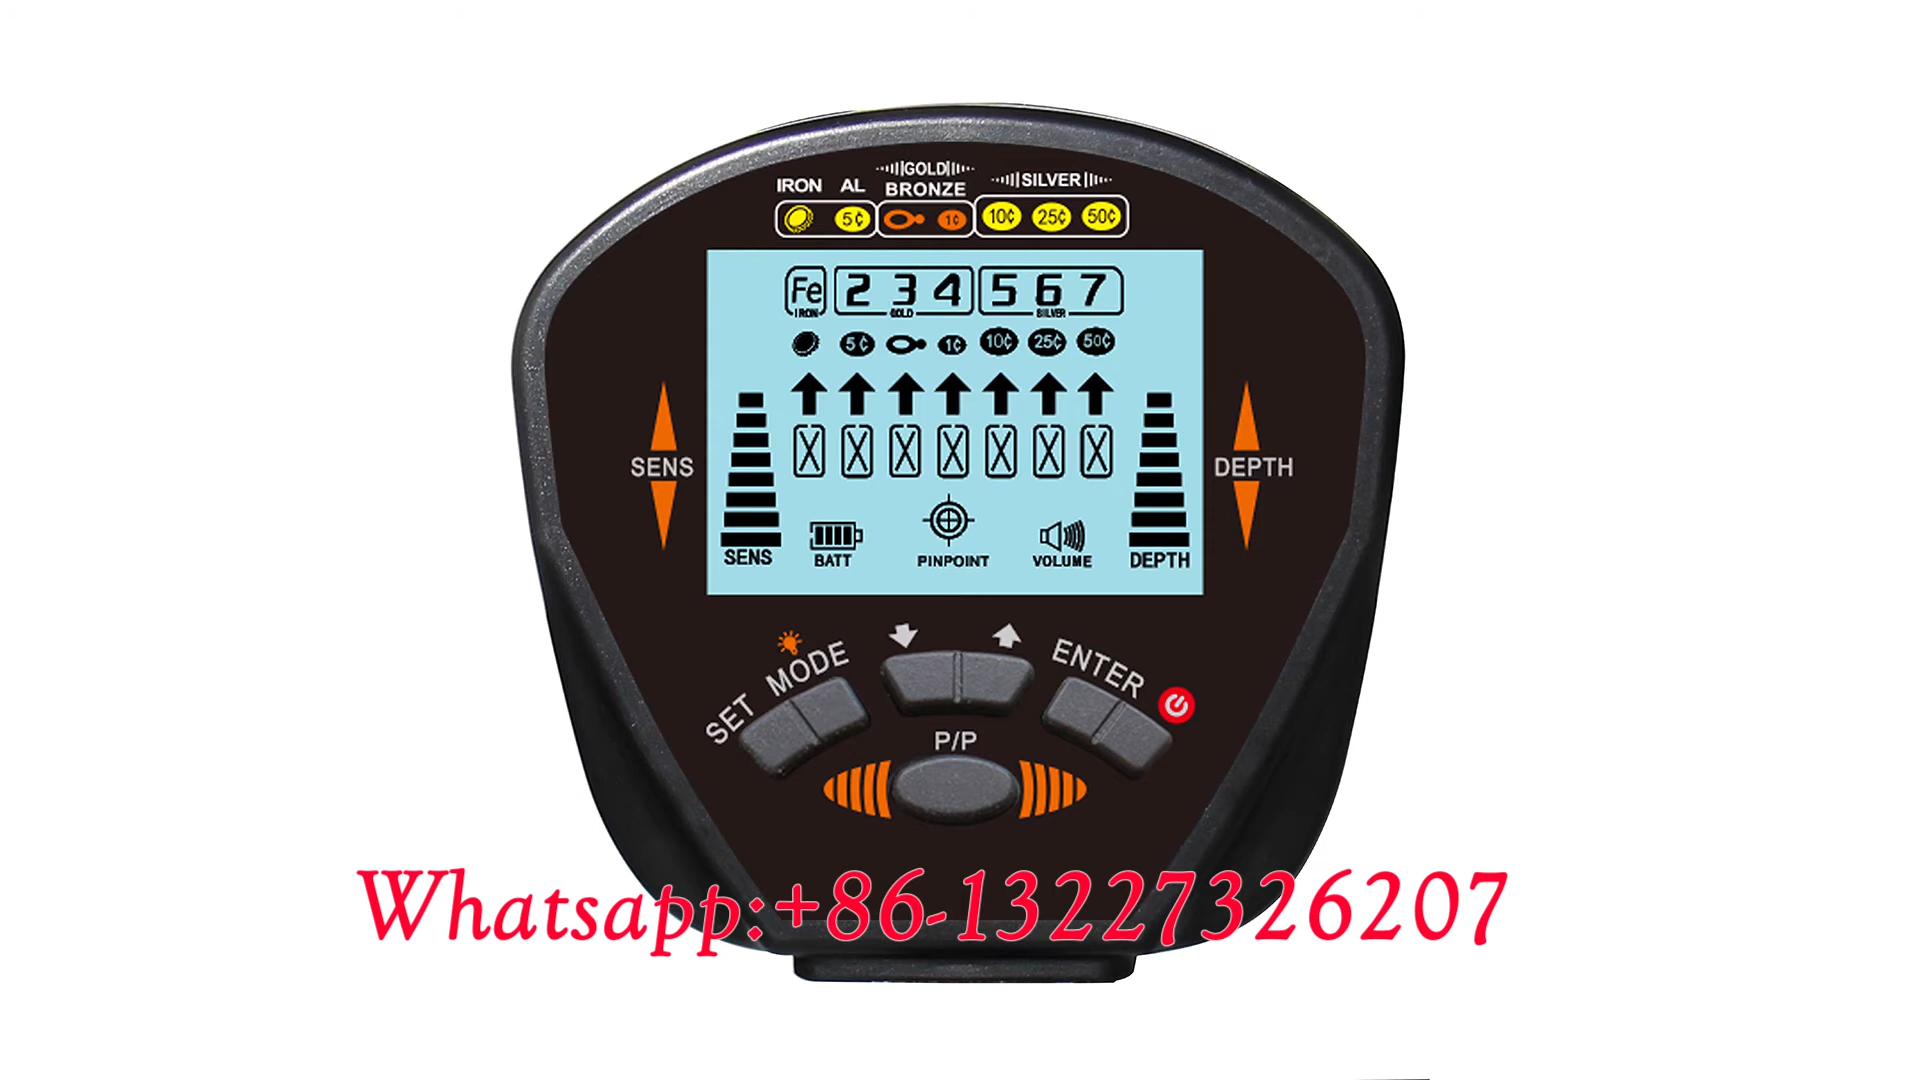 GOLD
IRON AL BRONZE SILVER
5¢ 1¢ 10¢ 25¢ 50¢
Fe 2 3 4 5 6 7
IRON GOLD SILVER
5¢ 1¢ 10¢ 25¢ 50¢
SENS DEPTH
SENS BATT PINPOINT VOLUME DEPTH
SET MODE ENTER
P/P
Whatsapp:+86-13227326207